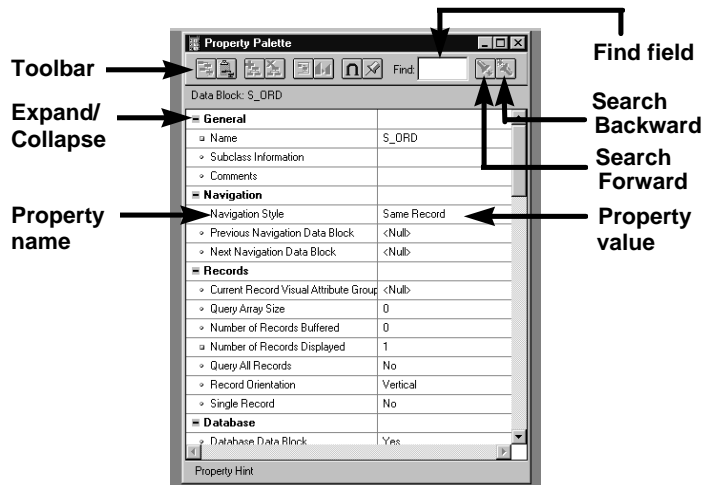 Property Palette
Find:
Data Block: S_ORD
General
Name S_ORD
Subclass Information
Comments
Navigation
Navigation Style Same Record
Previous Navigation Data Block <Null>
Next Navigation Data Block <Null>
Records
Current Record Visual Attribute Group <Null>
Query Array Size 0
Number of Records Buffered 0
Number of Records Displayed 1
Query All Records No
Record Orientation Vertical
Single Record No
Database
Database Data Block Yes
Property Hint
Toolbar
Expand/
Collapse
Property
name
Find field
Search
Backward
Search
Forward
Property
value